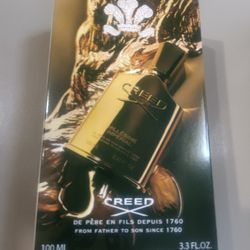 CREED
CREED
DE PÈRE EN FILS DEPUIS 1760
FROM FATHER TO SON SINCE 1760
100 ML
3.3 FL.OZ.